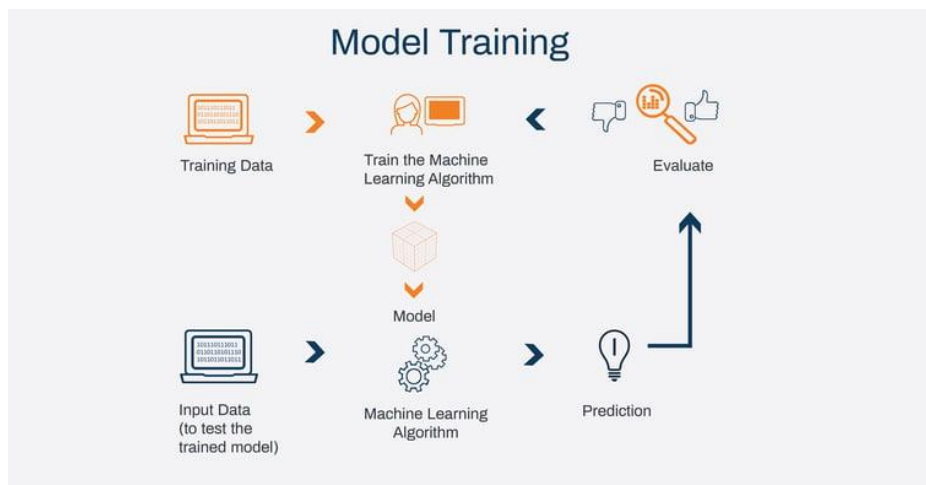 Model Training
Training Data
Train the Machine
Learning Algorithm
Evaluate
Model
Input Data
(to test the
trained model)
Machine Learning
Algorithm
Prediction